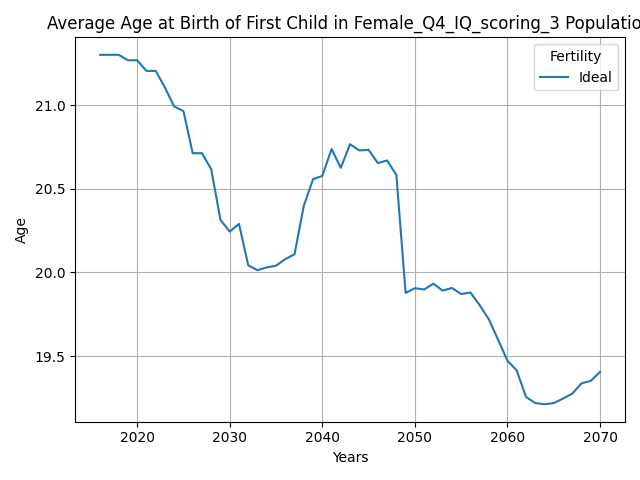 Average Age at Birth of First Child in Female_Q4_IQ_scoring_3 Populatio
Fertility
Ideal
Age
21.0
20.5
20.0
19.5
2020 2030 2040 2050 2060 2070
Years